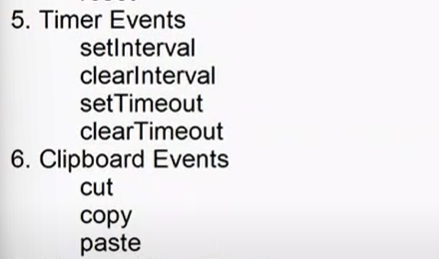 5. Timer Events
setInterval
clearInterval
setTimeout
clearTimeout
6. Clipboard Events
cut
copy
paste